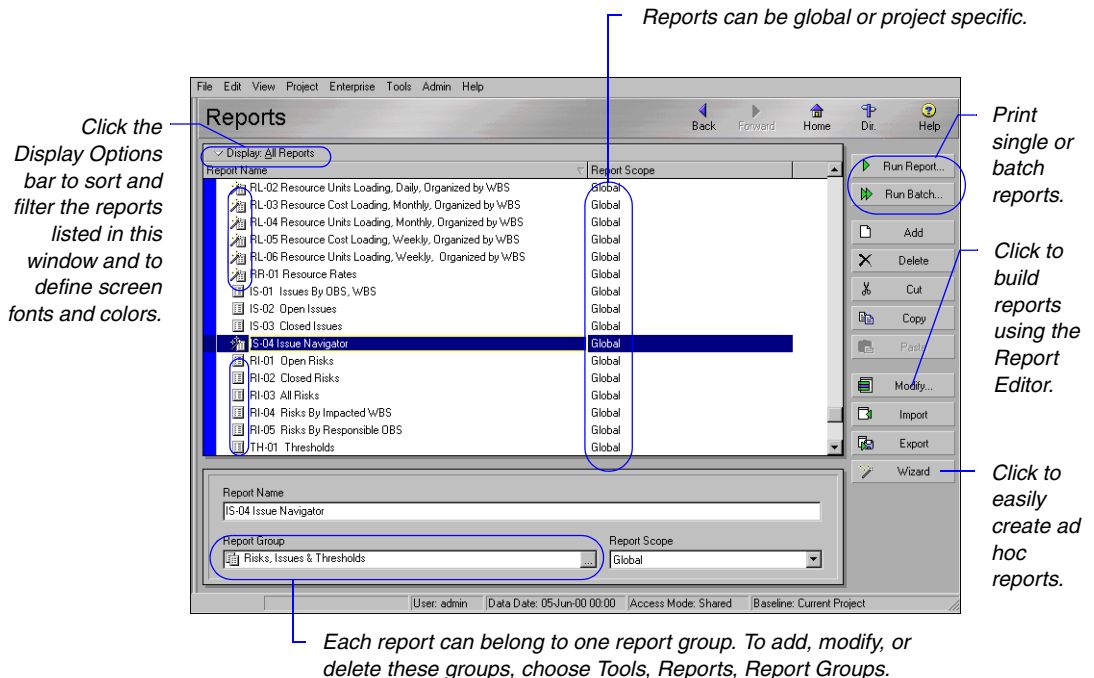 Reports can be global or project specific.
File Edit View Project Enterprise Tools Admin Help
Reports
Back Forward Home Dir. Help
Click the
Display Options
bar to sort and
filter the reports
listed in this
window and to
define screen
fonts and colors.
Display: All Reports
Report Name Report Scope
RL-02 Resource Units Loading, Daily, Organized by WBS Global
RL-03 Resource Cost Loading, Monthly, Organized by WBS Global
RL-04 Resource Units Loading, Monthly, Organized by WBS Global
RL-05 Resource Cost Loading, Weekly, Organized by WBS Global
RL-06 Resource Units Loading, Weekly, Organized by WBS Global
RR-01 Resource Rates Global
IS-01 Issues By OBS, WBS Global
IS-02 Open Issues Global
IS-03 Closed Issues Global
IS-04 Issue Navigator Global
RI-01 Open Risks Global
RI-02 Closed Risks Global
RI-03 All Risks Global
RI-04 Risks By Impacted WBS Global
RI-05 Risks By Responsible OBS Global
TH-01 Thresholds Global
Run Report...
Run Batch...
Add
Delete
Cut
Copy
Paste
Modify...
Import
Export
Wizard
Print
single or
batch
reports.
Click to
build
reports
using the
Report
Editor.
Click to
easily
create ad
hoc
reports.
Report Name
IS-04 Issue Navigator
Report Group Report Scope
Risks, Issues & Thresholds ... Global
User: admin Data Date: 05-Jun-00 00:00 Access Mode: Shared Baseline: Current Project
Each report can belong to one report group. To add, modify, or
delete these groups, choose Tools, Reports, Report Groups.